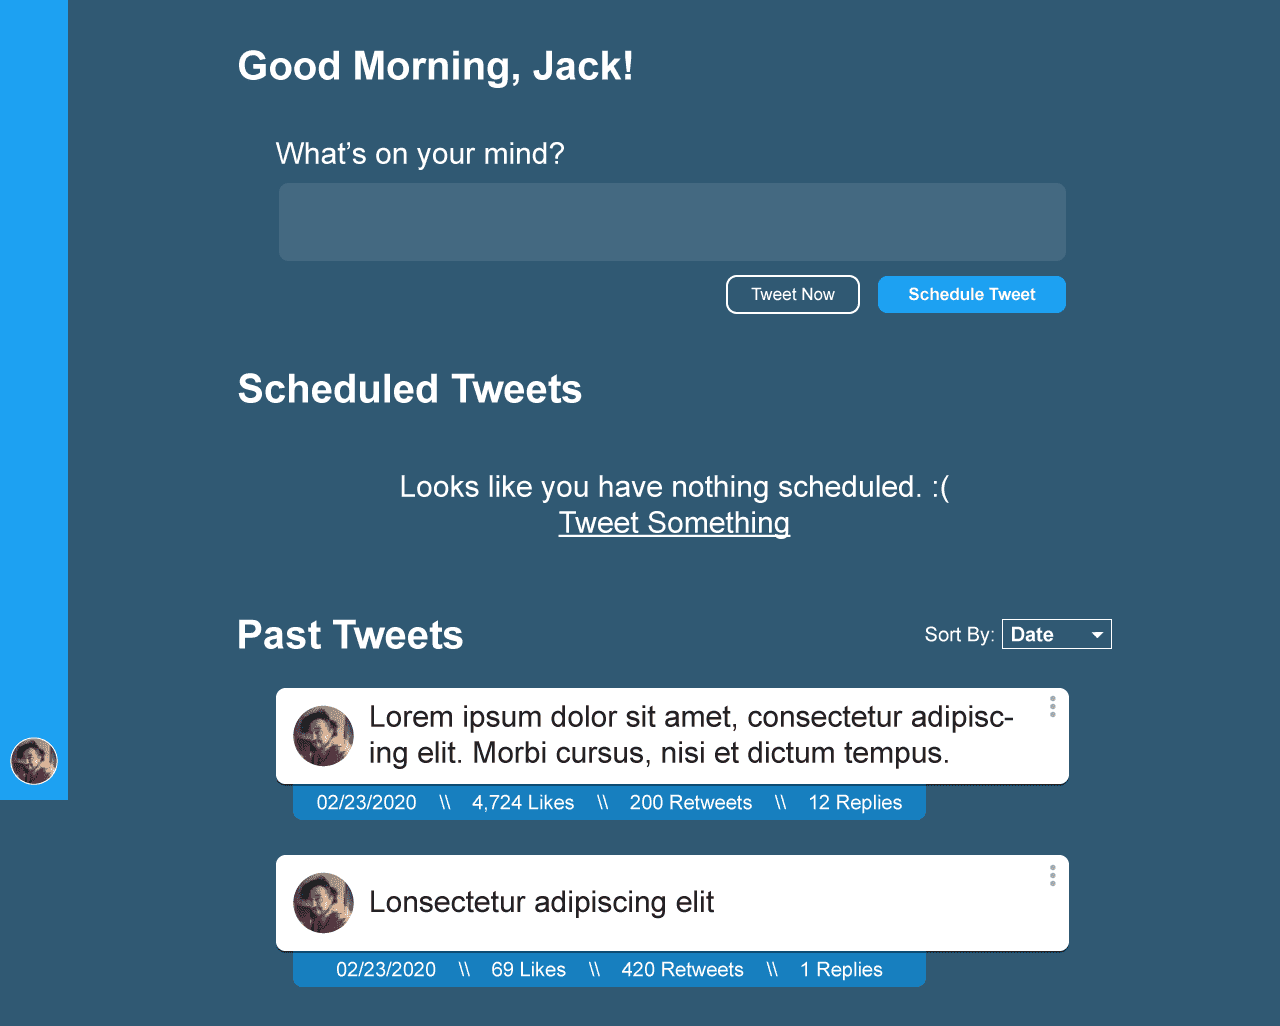 Good Morning, Jack!
What’s on your mind?
Tweet Now
Schedule Tweet
Scheduled Tweets
Looks like you have nothing scheduled. :(
Tweet Something
Past Tweets
Sort By: Date
Lorem ipsum dolor sit amet, consectetur adipisc-
ing elit. Morbi cursus, nisi et dictum tempus.
02/23/2020 \\ 4,724 Likes \\ 200 Retweets \\ 12 Replies
Lonsectetur adipiscing elit
02/23/2020 \\ 69 Likes \\ 420 Retweets \\ 1 Replies